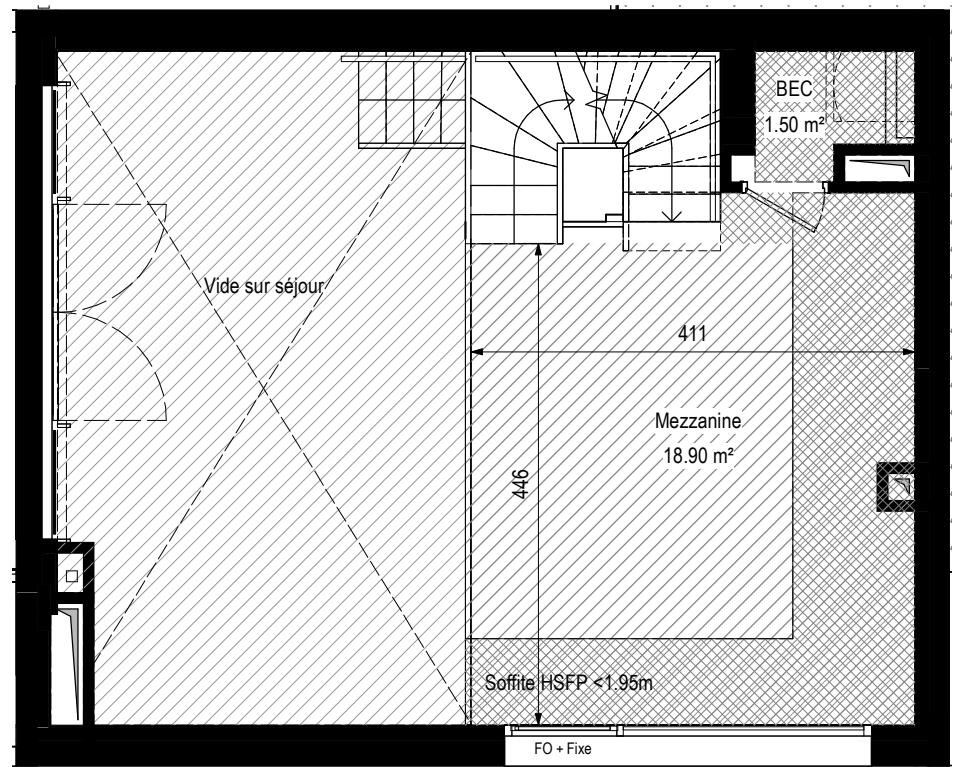 BEC
1.50 m²
Vide sur séjour
411
Mezzanine
18.90 m²
446
Soffite HSFP <1.95m
FO + Fixe